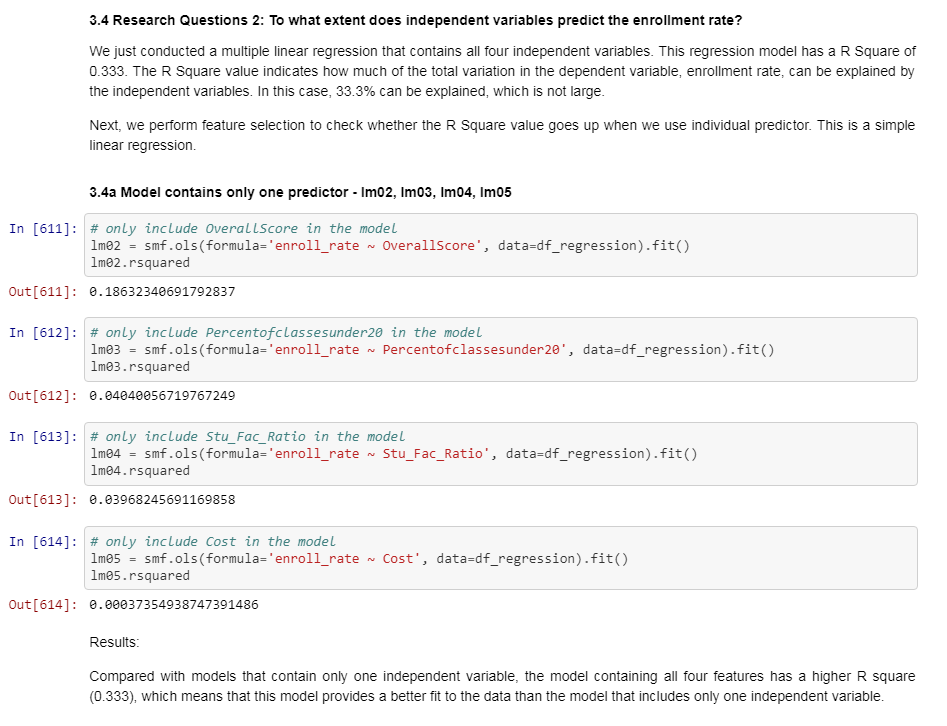 3.4 Research Questions 2: To what extent does independent variables predict the enrollment rate?
We just conducted a multiple linear regression that contains all four independent variables. This regression model has a R Square of
0.333. The R Square value indicates how much of the total variation in the dependent variable, enrollment rate, can be explained by
the independent variables. In this case, 33.3% can be explained, which is not large.
Next, we perform feature selection to check whether the R Square value goes up when we use individual predictor. This is a simple
linear regression.
3.4a Model contains only one predictor - lm02, lm03, lm04, lm05
In [611]: # only include OverallScore in the model
lm02 = smf.ols(formula='enroll_rate ~ OverallScore', data=df_regression).fit()
lm02.rsquared
Out[611]: 0.18632340691792837
In [612]: # only include Percentofclassesunder20 in the model
lm03 = smf.ols(formula='enroll_rate ~ Percentofclassesunder20', data=df_regression).fit()
lm03.rsquared
Out[612]: 0.04040056719767249
In [613]: # only include Stu_Fac_Ratio in the model
lm04 = smf.ols(formula='enroll_rate ~ Stu_Fac_Ratio', data=df_regression).fit()
lm04.rsquared
Out[613]: 0.03968245691169858
In [614]: # only include Cost in the model
lm05 = smf.ols(formula='enroll_rate ~ Cost', data=df_regression).fit()
lm05.rsquared
Out[614]: 0.00037354938747391486
Results:
Compared with models that contain only one independent variable, the model containing all four features has a higher R square
(0.333), which means that this model provides a better fit to the data than the model that includes only one independent variable.